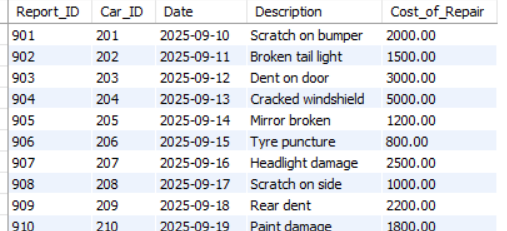 Report_ID Car_ID Date Description Cost_of_Repair
901 201 2025-09-10 Scratch on bumper 2000.00
902 202 2025-09-11 Broken tail light 1500.00
903 203 2025-09-12 Dent on door 3000.00
904 204 2025-09-13 Cracked windshield 5000.00
905 205 2025-09-14 Mirror broken 1200.00
906 206 2025-09-15 Tyre puncture 800.00
907 207 2025-09-16 Headlight damage 2500.00
908 208 2025-09-17 Scratch on side 1000.00
909 209 2025-09-18 Rear dent 2200.00
910 210 2025-09-19 Paint damage 1800.00